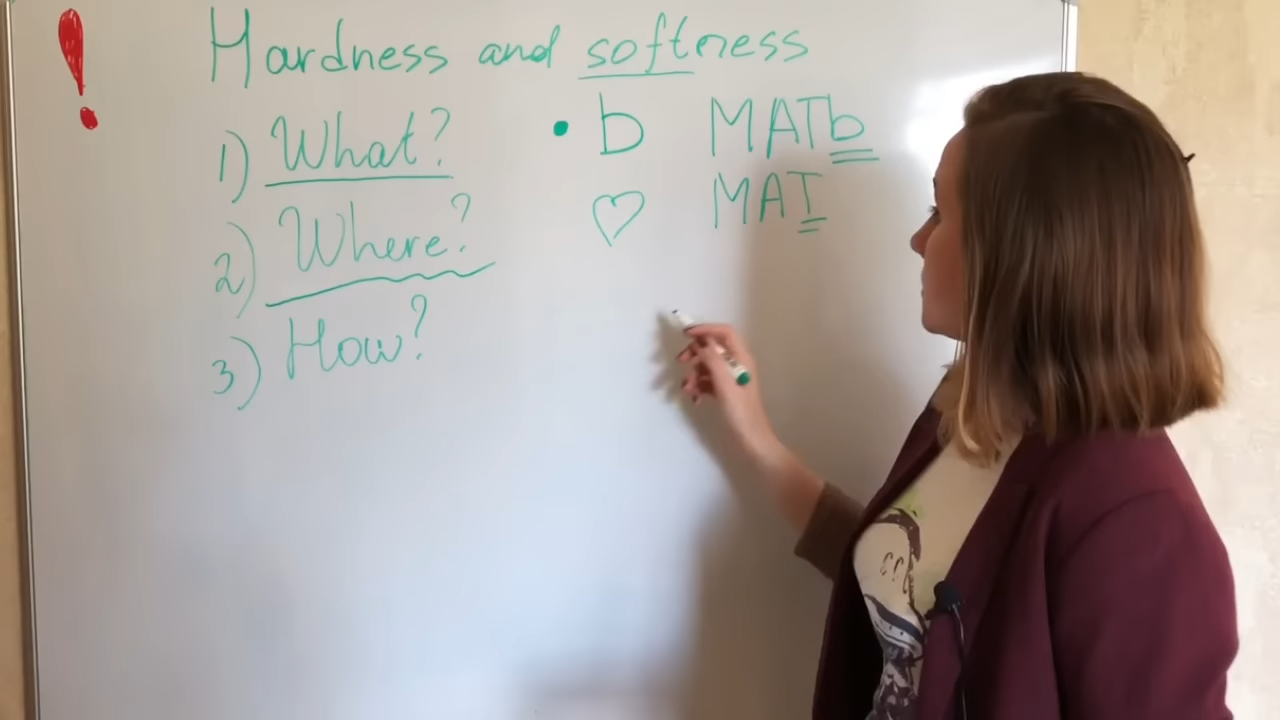 Hardness and softness
1) What?
2) Where?
3) How?
• ь МАТЬ
♡ МАТ